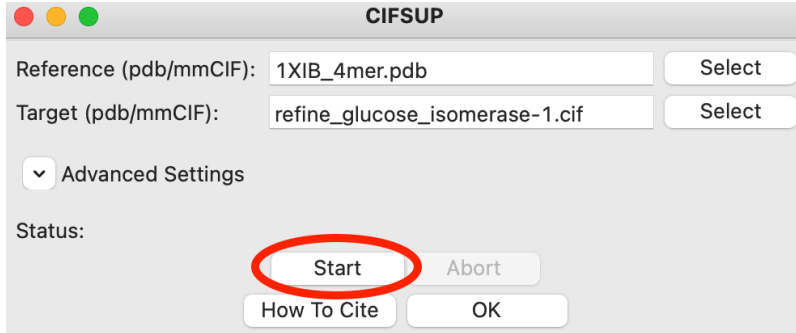 CIFSUP
Reference (pdb/mmCIF): 1XIB_4mer.pdb Select
Target (pdb/mmCIF): refine_glucose_isomerase-1.cif Select
Advanced Settings
Status:
Start Abort
How To Cite OK